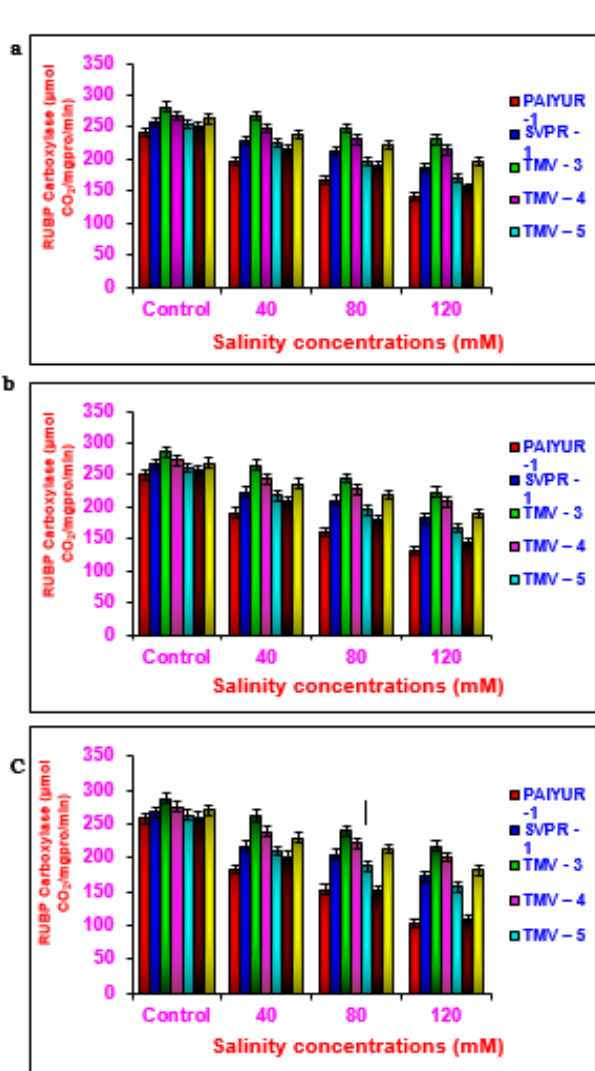 a
350
300
250
200
150
100
50
0
RUBP Carboxylase (µmol
CO₂/mgpro/min)
Control 40 80 120
Salinity concentrations (mM)
PAIYUR
-1
SVPR -
1
TMV - 3
TMV – 4
TMV – 5
b
350
300
250
200
150
100
50
0
RUBP Carboxylase (µmol
CO₂/mgpro/min)
Control 40 80 120
Salinity concentrations (mM)
PAIYUR
-1
SVPR -
1
TMV - 3
TMV – 4
TMV – 5
C
350
300
250
200
150
100
50
0
RUBP Carboxylase (µmol
CO₂/mgpro/min)
Control 40 80 120
Salinity concentrations (mM)
PAIYUR
-1
SVPR -
1
TMV - 3
TMV – 4
TMV – 5